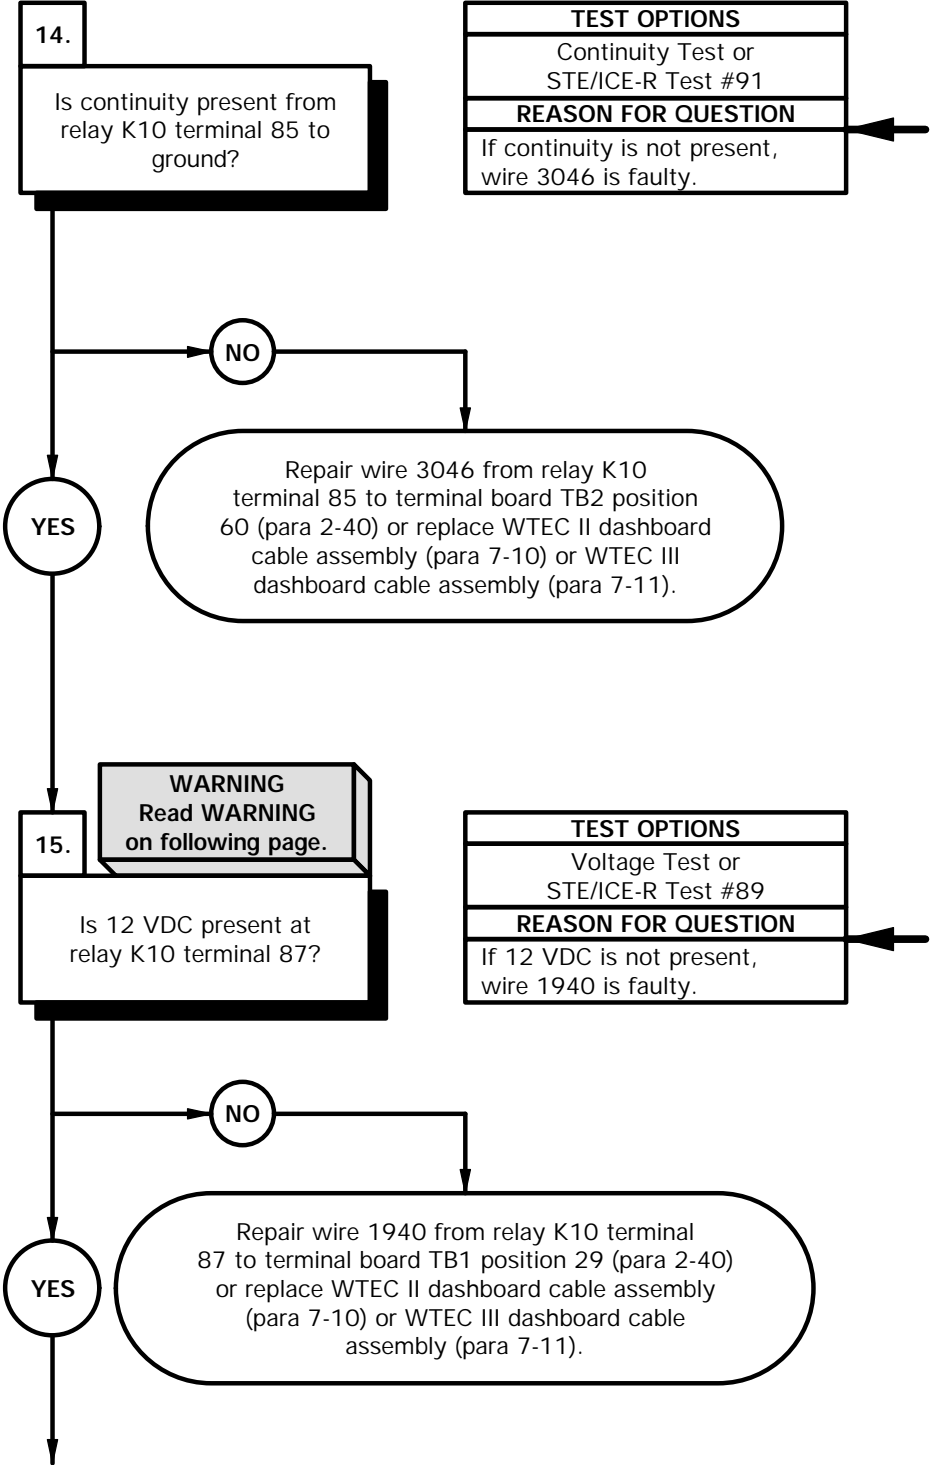 14.
Is continuity present from
relay K10 terminal 85 to
ground?
TEST OPTIONS
Continuity Test or
STE/ICE-R Test #91
REASON FOR QUESTION
If continuity is not present,
wire 3046 is faulty.
NO
Repair wire 3046 from relay K10
terminal 85 to terminal board TB2 position
60 (para 2-40) or replace WTEC II dashboard
cable assembly (para 7-10) or WTEC III
dashboard cable assembly (para 7-11).
YES
WARNING
Read WARNING
on following page.
15.
Is 12 VDC present at
relay K10 terminal 87?
TEST OPTIONS
Voltage Test or
STE/ICE-R Test #89
REASON FOR QUESTION
If 12 VDC is not present,
wire 1940 is faulty.
NO
Repair wire 1940 from relay K10 terminal
87 to terminal board TB1 position 29 (para 2-40)
or replace WTEC II dashboard cable assembly
(para 7-10) or WTEC III dashboard cable
assembly (para 7-11).
YES